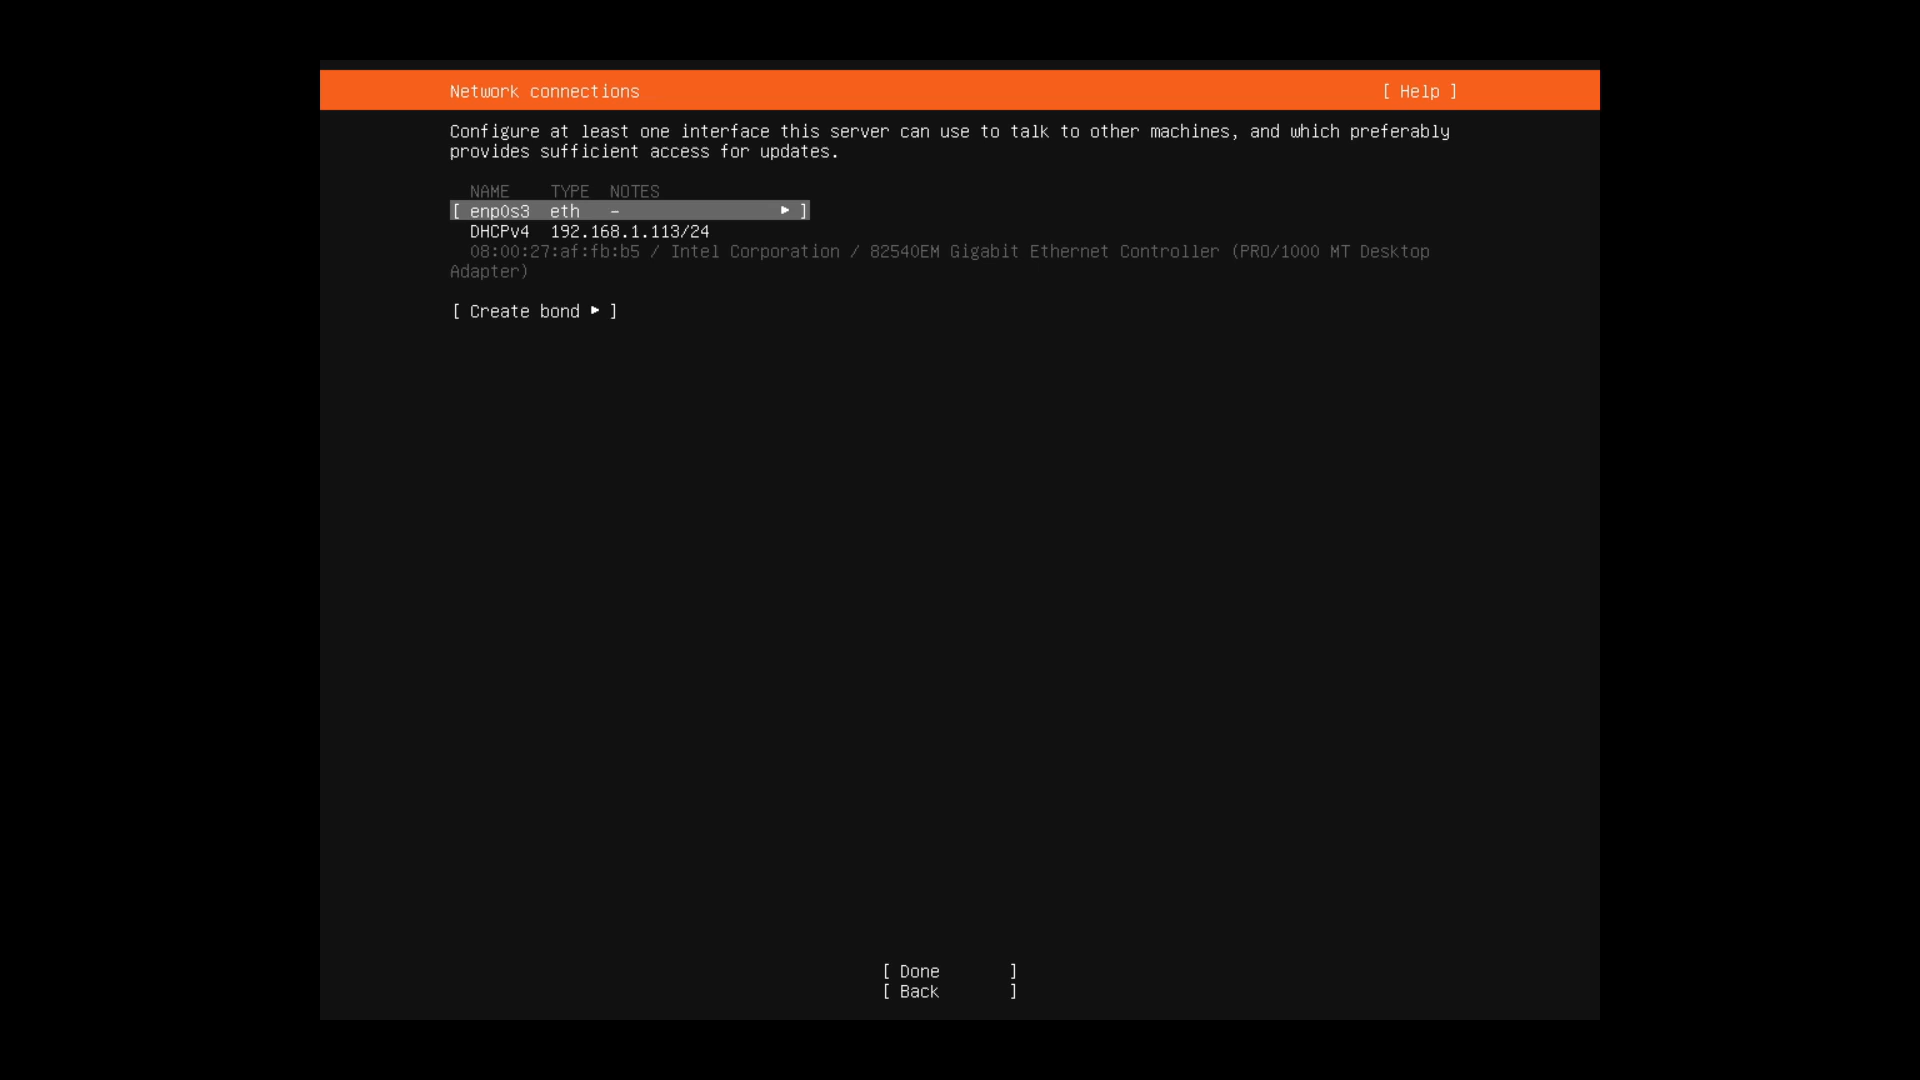 Network connections [ Help ]
Configure at least one interface this server can use to talk to other machines, and which preferably
provides sufficient access for updates.
NAME TYPE NOTES
[ enp0s3 eth – ▸ ]
DHCPv4 192.168.1.113/24
08:00:27:af:fb:b5 / Intel Corporation / 82540EM Gigabit Ethernet Controller (PRO/1000 MT Desktop
Adapter)
[ Create bond ▸ ]
[ Done ]
[ Back ]